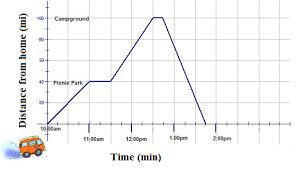 Distance from home (mi)
100
Campground
80
60
40
Picnic Park
20
10:00am
11:00am
12:00pm
1:00pm
2:00pm
Time (min)